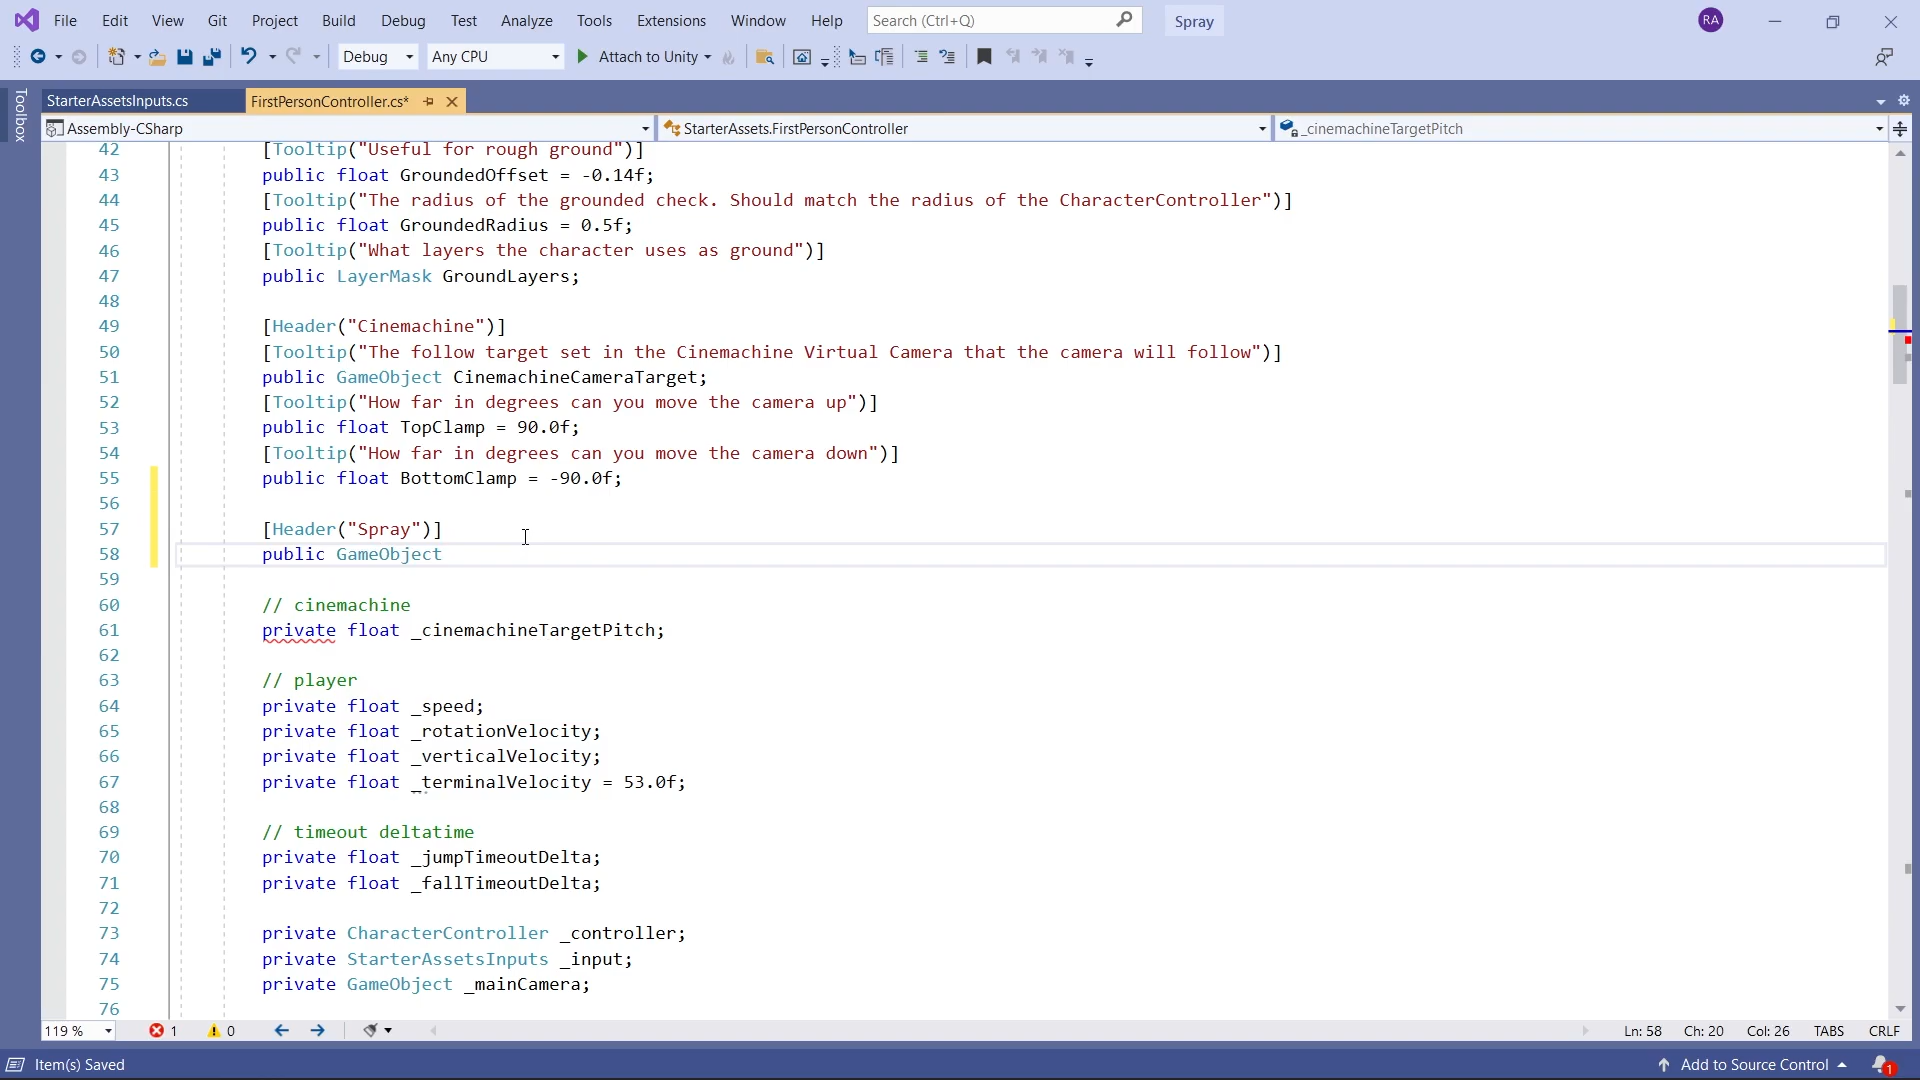 File Edit View Git Project Build Debug Test Analyze Tools Extensions Window Help Search (Ctrl+Q) Spray RA
Debug Any CPU Attach to Unity
Toolbox
StarterAssetsInputs.cs FirstPersonController.cs*
Assembly-CSharp StarterAssets.FirstPersonController _cinemachineTargetPitch
42 [Tooltip("Useful for rough ground")]
43 public float GroundedOffset = -0.14f;
44 [Tooltip("The radius of the grounded check. Should match the radius of the CharacterController")]
45 public float GroundedRadius = 0.5f;
46 [Tooltip("What layers the character uses as ground")]
47 public LayerMask GroundLayers;
48
49 [Header("Cinemachine")]
50 [Tooltip("The follow target set in the Cinemachine Virtual Camera that the camera will follow")]
51 public GameObject CinemachineCameraTarget;
52 [Tooltip("How far in degrees can you move the camera up")]
53 public float TopClamp = 90.0f;
54 [Tooltip("How far in degrees can you move the camera down")]
55 public float BottomClamp = -90.0f;
56
57 [Header("Spray")]
58 public GameObject
59
60 // cinemachine
61 private float _cinemachineTargetPitch;
62
63 // player
64 private float _speed;
65 private float _rotationVelocity;
66 private float _verticalVelocity;
67 private float _terminalVelocity = 53.0f;
68
69 // timeout deltatime
70 private float _jumpTimeoutDelta;
71 private float _fallTimeoutDelta;
72
73 private CharacterController _controller;
74 private StarterAssetsInputs _input;
75 private GameObject _mainCamera;
76
119 % 1 0 Ln: 58 Ch: 20 Col: 26 TABS CRLF
Item(s) Saved Add to Source Control 1